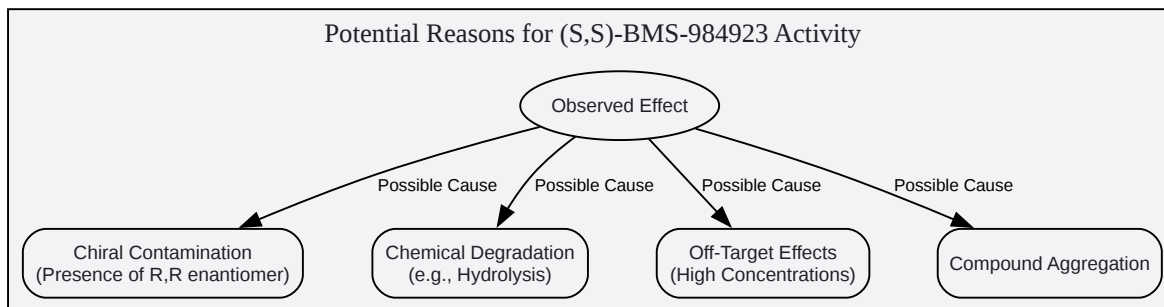 Potential Reasons for (S,S)-BMS-984923 Activity
Observed Effect
Possible Cause
Possible Cause
Possible Cause
Possible Cause
Chiral Contamination
(Presence of R,R enantiomer)
Chemical Degradation
(e.g., Hydrolysis)
Off-Target Effects
(High Concentrations)
Compound Aggregation